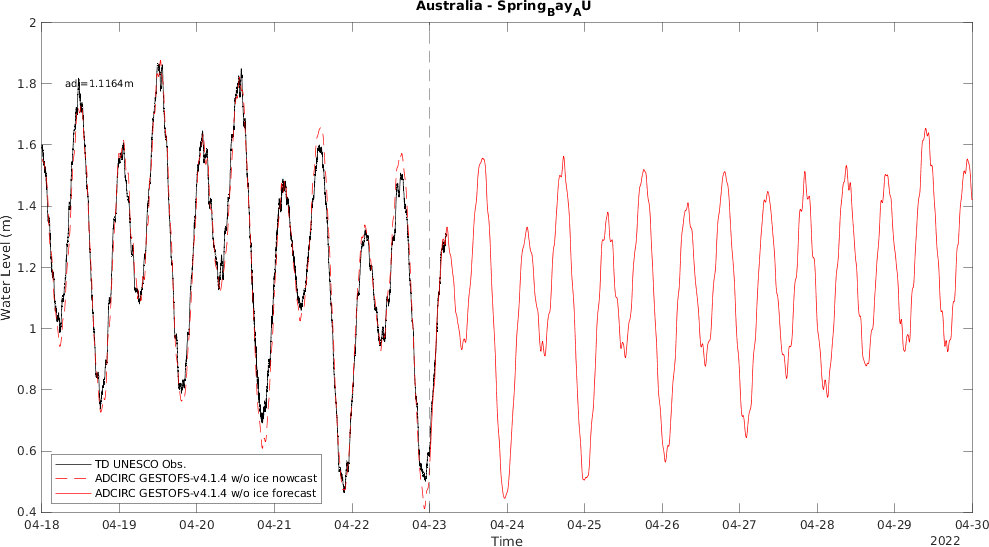 Australia - SpringBayAU
2
1.8
1.6
1.4
1.2
1
0.8
0.6
0.4
Water Level (m)
adj=1.1164m
TD UNESCO Obs.
ADCIRC GESTOFS-v4.1.4 w/o ice nowcast
ADCIRC GESTOFS-v4.1.4 w/o ice forecast
04-18 04-19 04-20 04-21 04-22 04-23 04-24 04-25 04-26 04-27 04-28 04-29 04-30
Time
2022